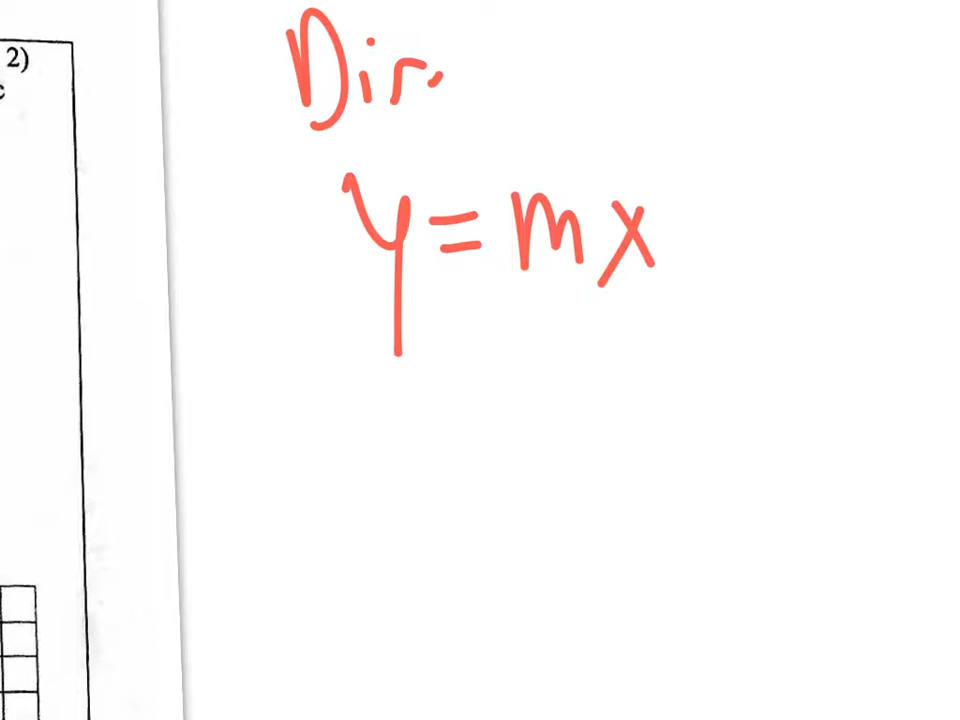 2)
c
Dir.
y = mx